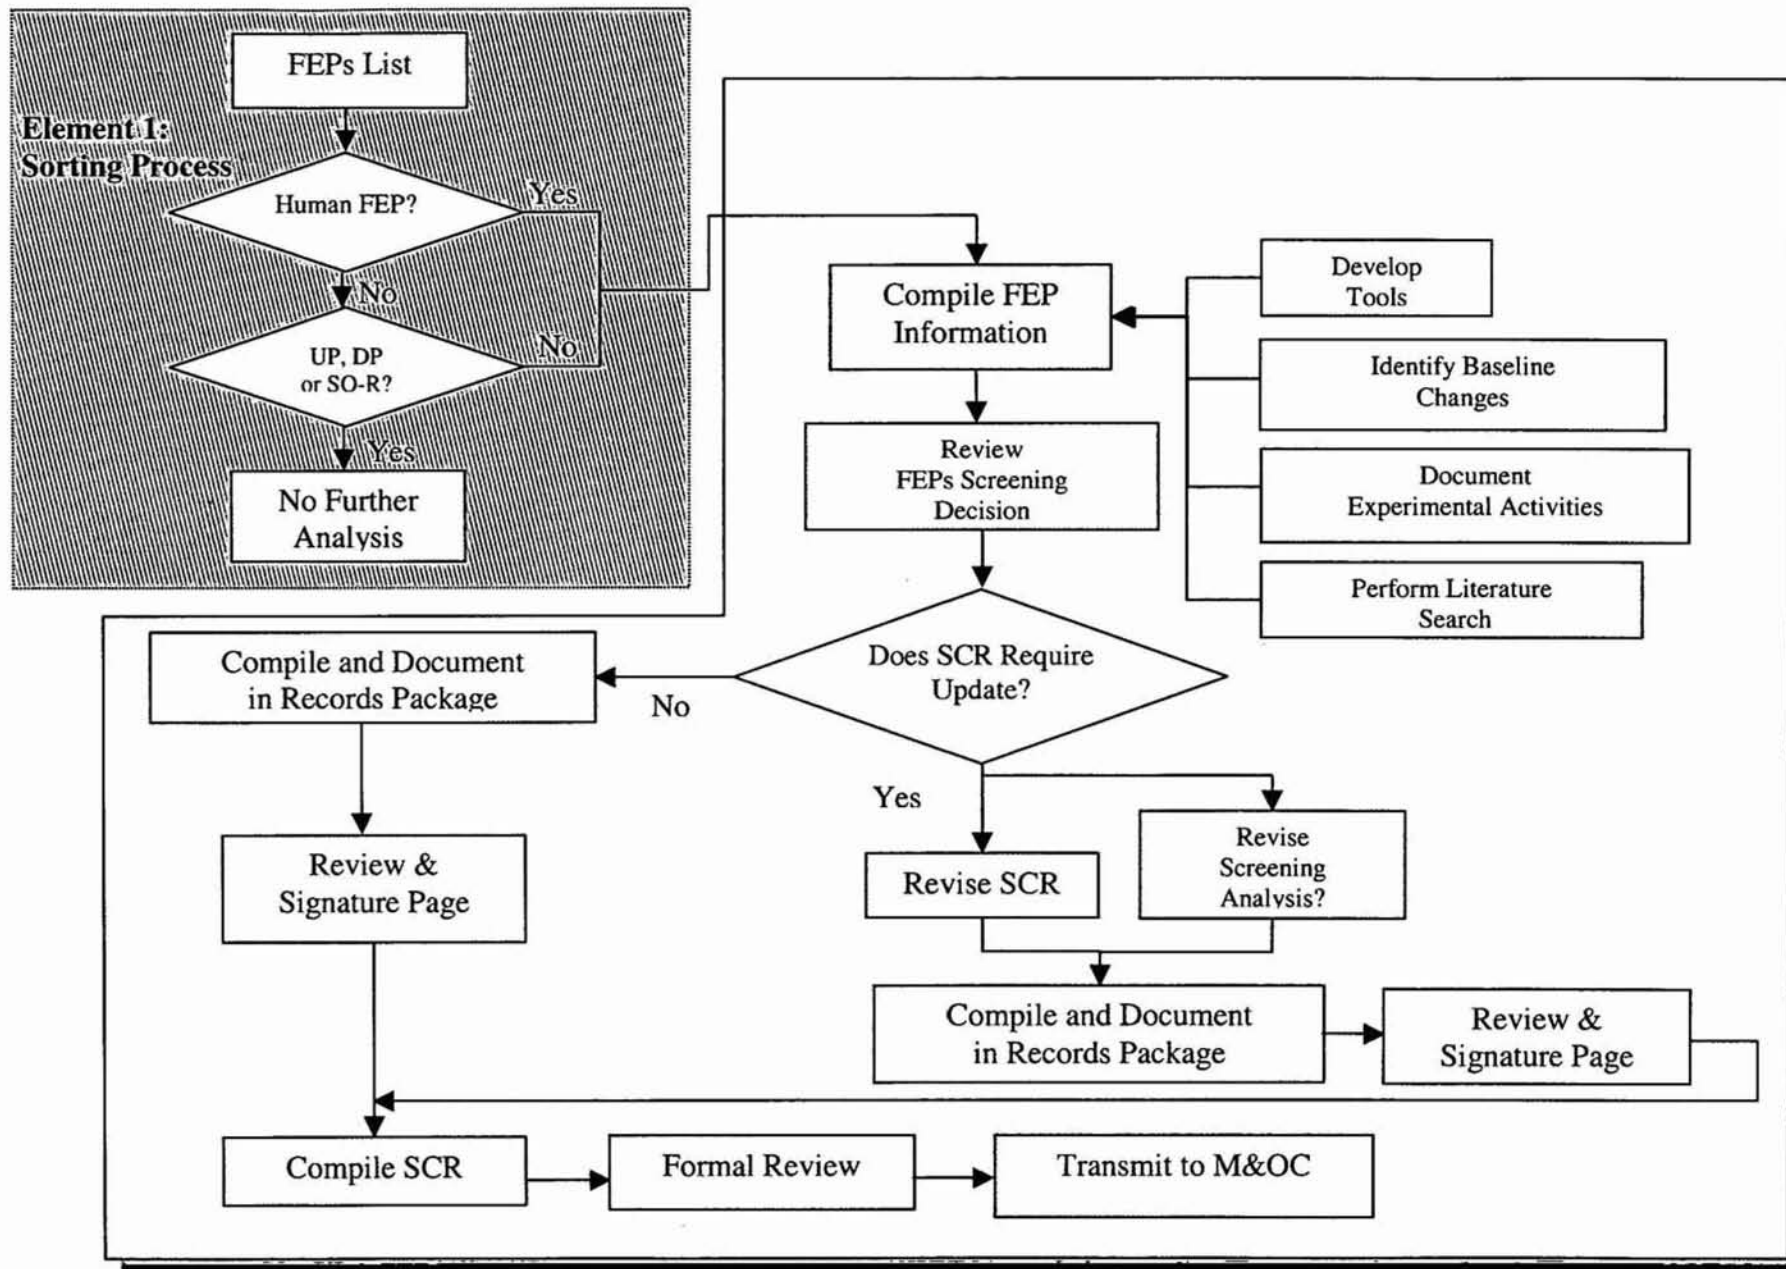 FEPs List
Element 1:
Sorting Process
Human FEP?
Yes
No
UP, DP
or SO-R?
No
Yes
No Further
Analysis
Compile FEP
Information
Develop
Tools
Identify Baseline
Changes
Document
Experimental Activities
Perform Literature
Search
Review
FEPs Screening
Decision
Does SCR Require
Update?
No
Compile and Document
in Records Package
Review &
Signature Page
Yes
Revise SCR
Revise
Screening
Analysis?
Compile and Document
in Records Package
Review &
Signature Page
Compile SCR
Formal Review
Transmit to M&OC